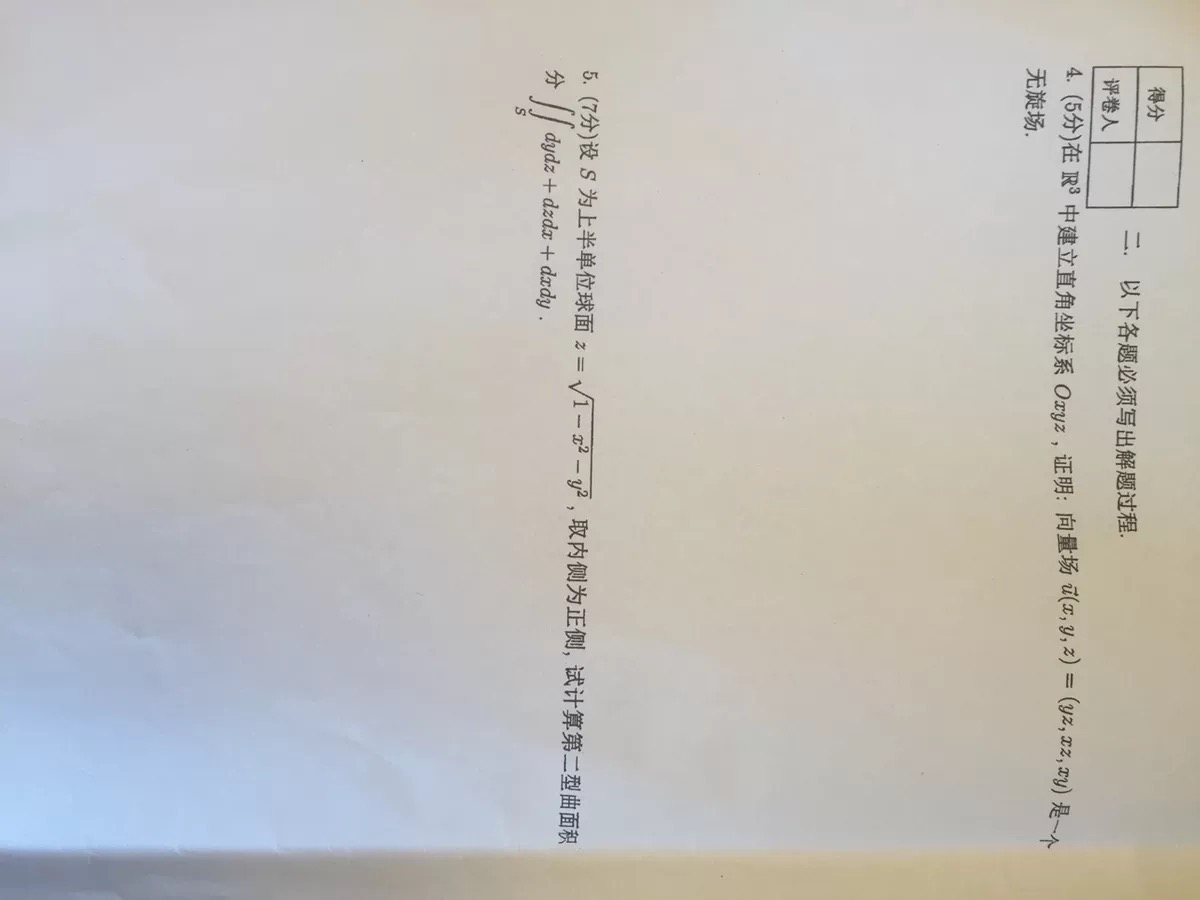 得分
评卷人
二. 以下各题必须写出解题过程.
4. (5分)在 ℝ³ 中建立直角坐标系 Oxyz , 证明: 向量场 u⃗(x, y, z) = (yz, xz, xy) 是一个
无旋场.
5. (7分)设 S 为上半单位球面 z = √(1 − x² − y²) , 取内侧为正侧, 试计算第二型曲面积
分 ∬_S dydz + dzdx + dxdy .